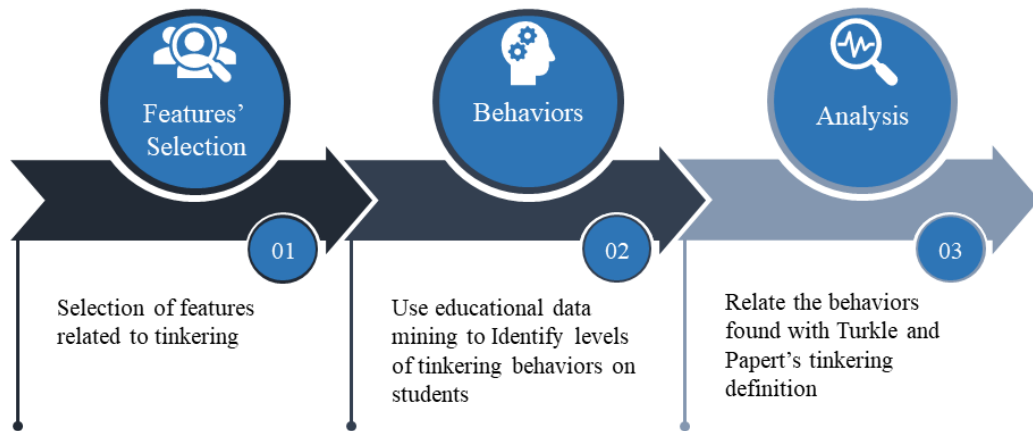 Features'
Selection
01
Selection of features
related to tinkering
Behaviors
02
Use educational data
mining to Identify levels
of tinkering behaviors on
students
Analysis
03
Relate the behaviors
found with Turkle and
Papert's tinkering
definition